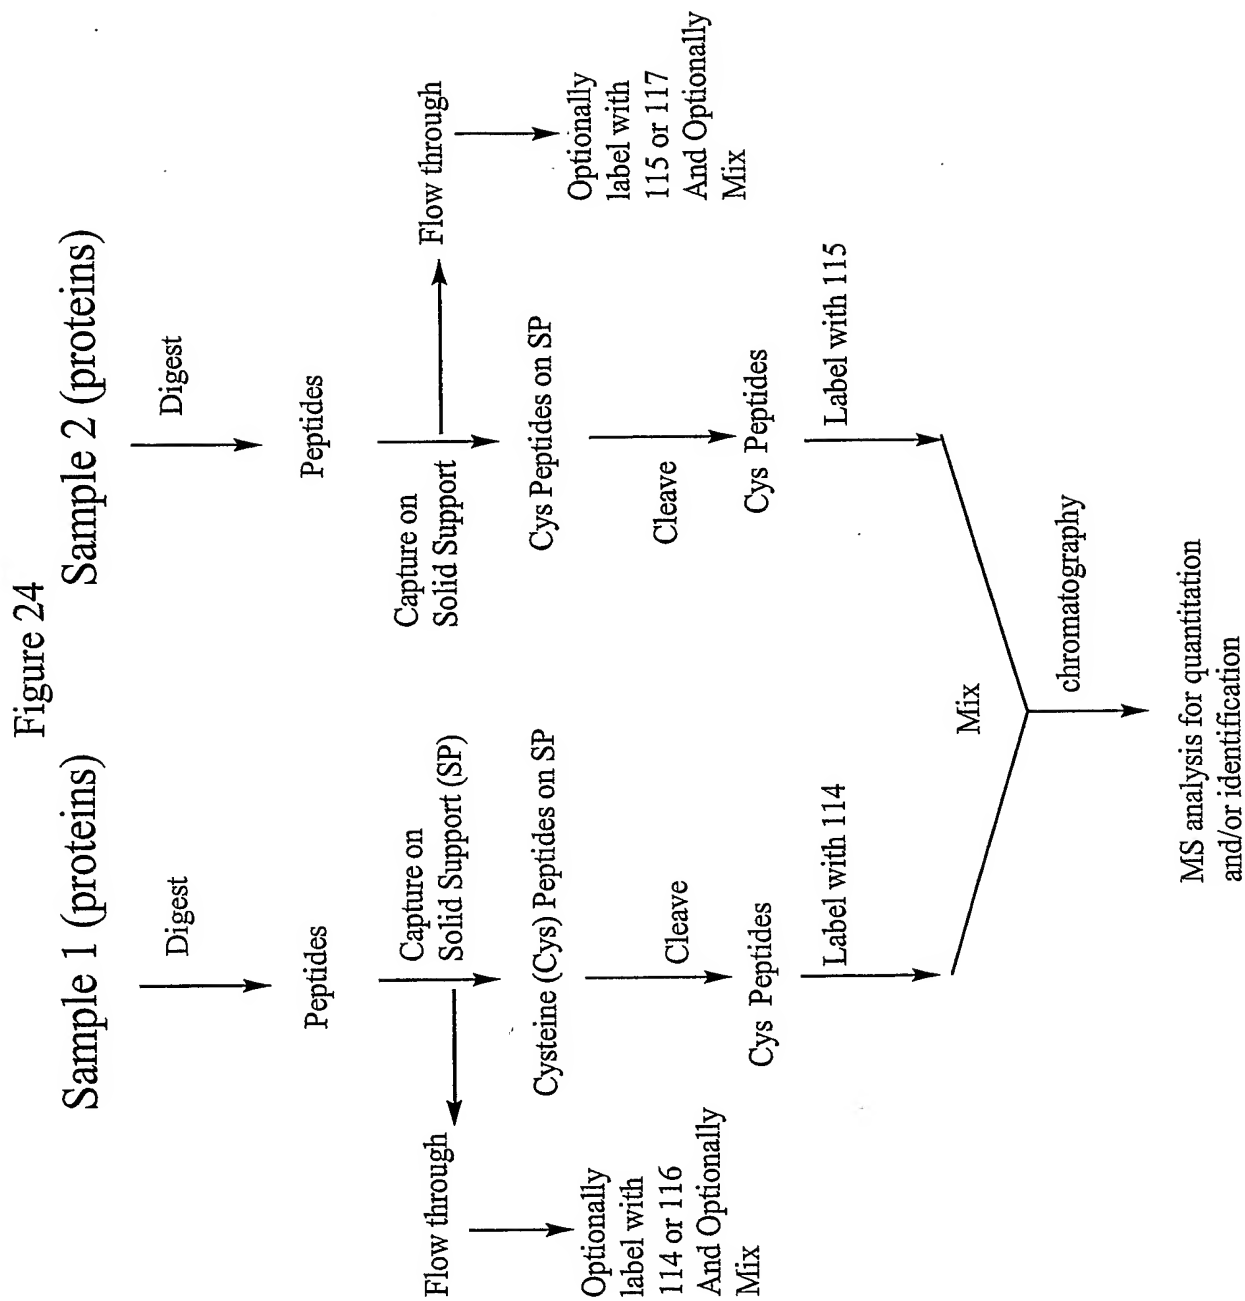 Figure 24
Sample 1 (proteins)
Digest
Peptides
Capture on
Solid Support (SP)
Flow through
Optionally
label with
114 or 116
And Optionally
Mix
Cysteine (Cys) Peptides on SP
Cleave
Cys Peptides
Label with 114
Sample 2 (proteins)
Digest
Peptides
Capture on
Solid Support
Flow through
Optionally
label with
115 or 117
And Optionally
Mix
Cys Peptides on SP
Cleave
Cys Peptides
Label with 115
Mix
chromatography
MS analysis for quantitation
and/or identification